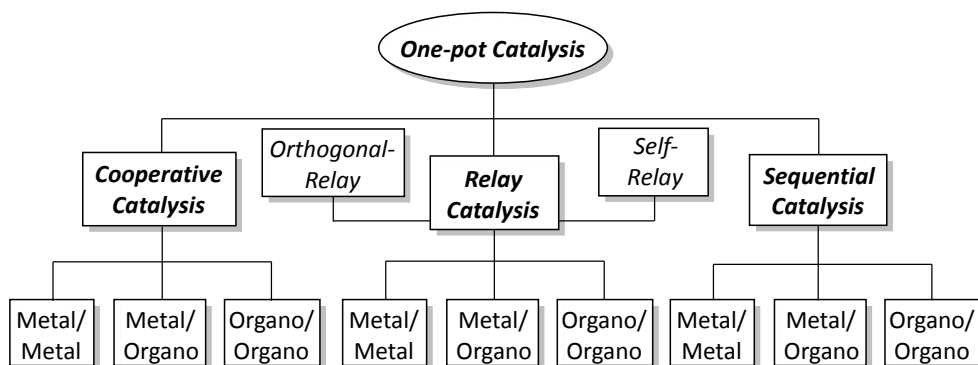 One-pot Catalysis
Orthogonal-
Relay
Self-
Relay
Cooperative
Catalysis
Relay
Catalysis
Sequential
Catalysis
Metal/
Metal
Metal/
Organo
Organo/
Organo
Metal/
Metal
Metal/
Organo
Organo/
Organo
Metal/
Metal
Metal/
Organo
Organo/
Organo